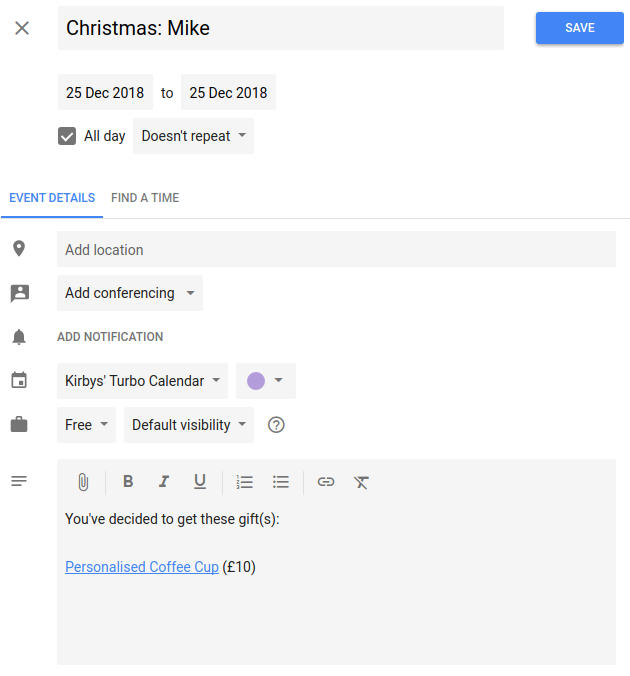 Christmas: Mike
SAVE
25 Dec 2018 to 25 Dec 2018
All day Doesn't repeat
EVENT DETAILS FIND A TIME
Add location
Add conferencing
ADD NOTIFICATION
Kirbys' Turbo Calendar
Free Default visibility
B I U
You've decided to get these gift(s):
Personalised Coffee Cup (£10)